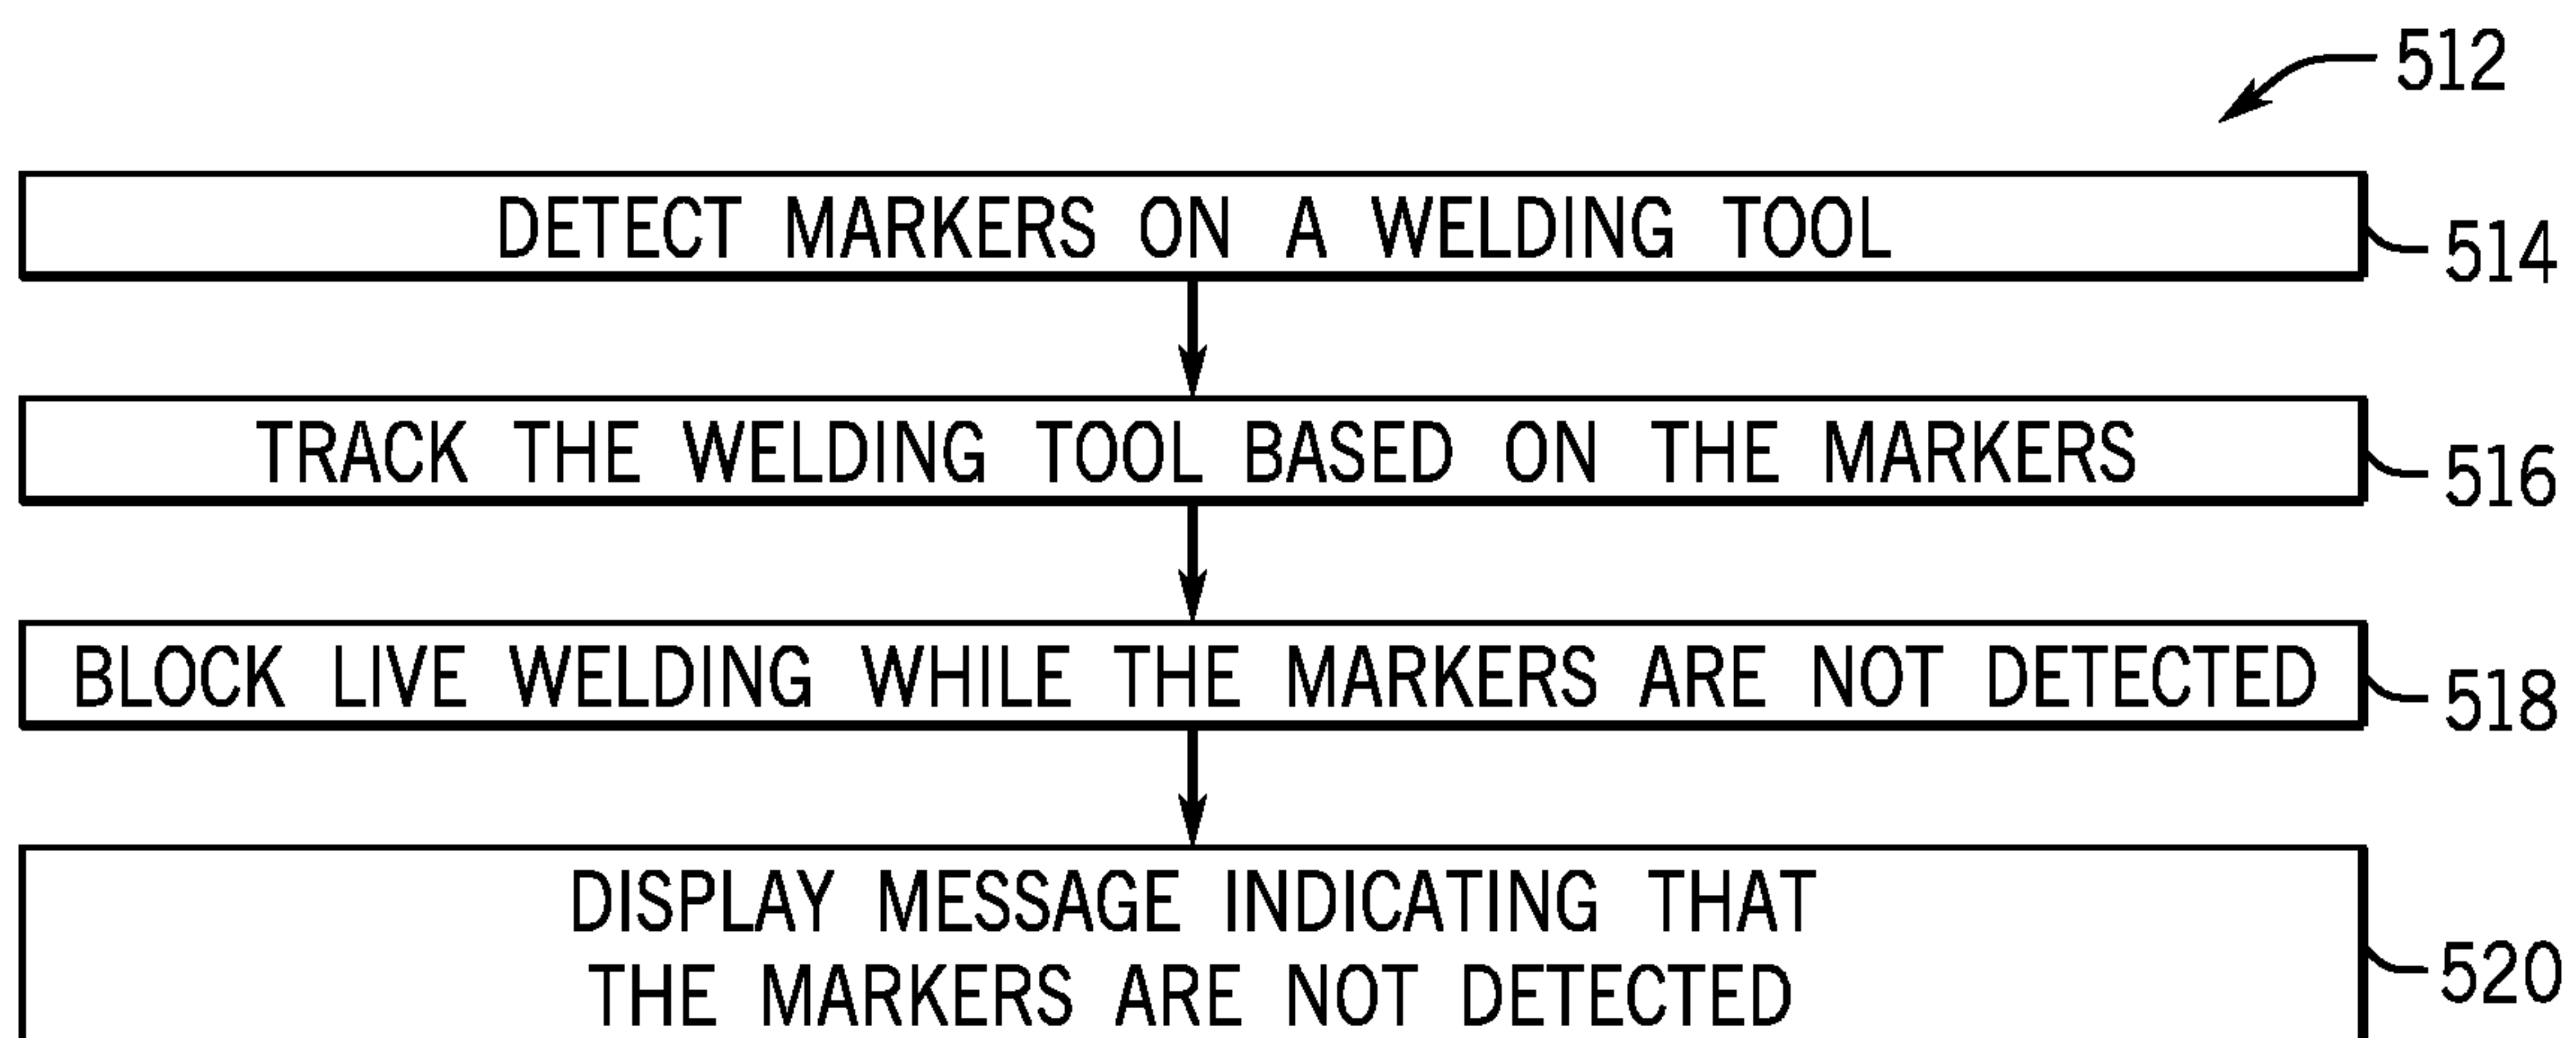 512
DETECT MARKERS ON A WELDING TOOL
514
TRACK THE WELDING TOOL BASED ON THE MARKERS
516
BLOCK LIVE WELDING WHILE THE MARKERS ARE NOT DETECTED
518
DISPLAY MESSAGE INDICATING THAT
THE MARKERS ARE NOT DETECTED
520